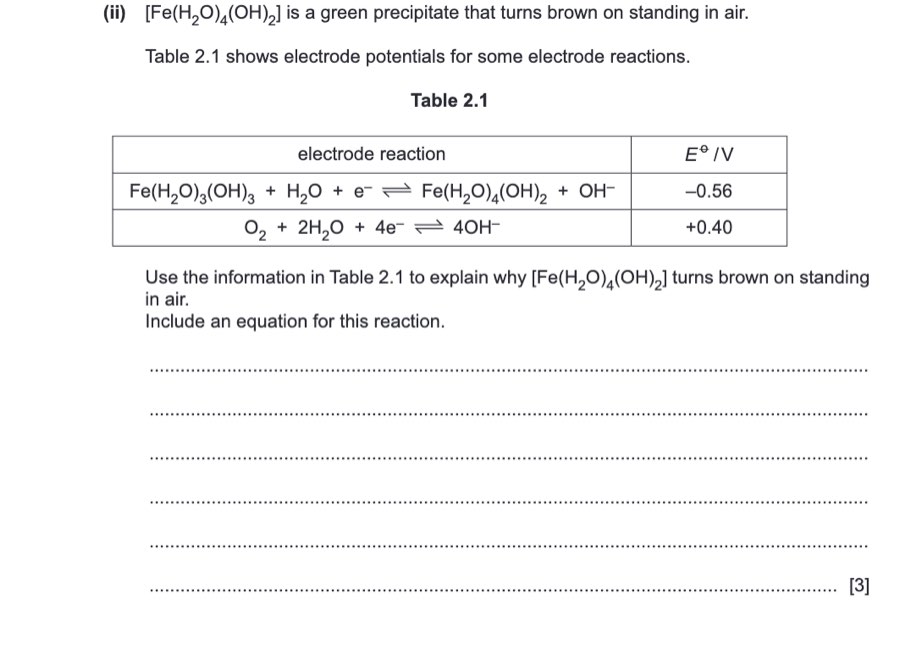 (ii) [Fe(H₂O)₄(OH)₂] is a green precipitate that turns brown on standing in air.
Table 2.1 shows electrode potentials for some electrode reactions.
Table 2.1
electrode reaction E⦵ /V
Fe(H₂O)₃(OH)₃ + H₂O + e⁻ ⇌ Fe(H₂O)₄(OH)₂ + OH⁻ –0.56
O₂ + 2H₂O + 4e⁻ ⇌ 4OH⁻ +0.40
Use the information in Table 2.1 to explain why [Fe(H₂O)₄(OH)₂] turns brown on standing
in air.
Include an equation for this reaction.
[3]